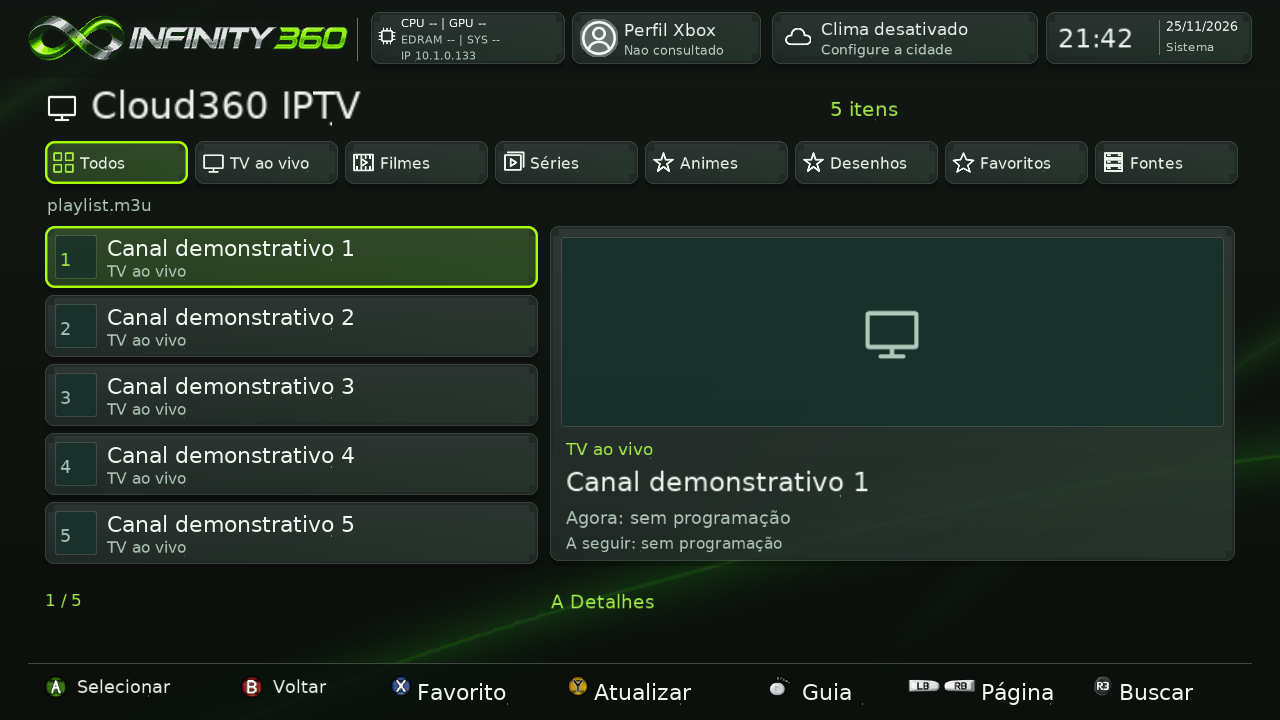 INFINITY 360
CPU -- | GPU --
EDRAM -- | SYS --
IP 10.1.0.133
Perfil Xbox
Nao consultado
Clima desativado
Configure a cidade
21:42
25/11/2026
Sistema
Cloud360 IPTV
5 itens
Todos
TV ao vivo
Filmes
Séries
Animes
Desenhos
Favoritos
Fontes
playlist.m3u
1
Canal demonstrativo 1
TV ao vivo
2
Canal demonstrativo 2
TV ao vivo
3
Canal demonstrativo 3
TV ao vivo
4
Canal demonstrativo 4
TV ao vivo
5
Canal demonstrativo 5
TV ao vivo
TV ao vivo
Canal demonstrativo 1
Agora: sem programação
A seguir: sem programação
1 / 5
A Detalhes
A Selecionar
B Voltar
X Favorito
Y Atualizar
Guia
LB RB Página
R3 Buscar